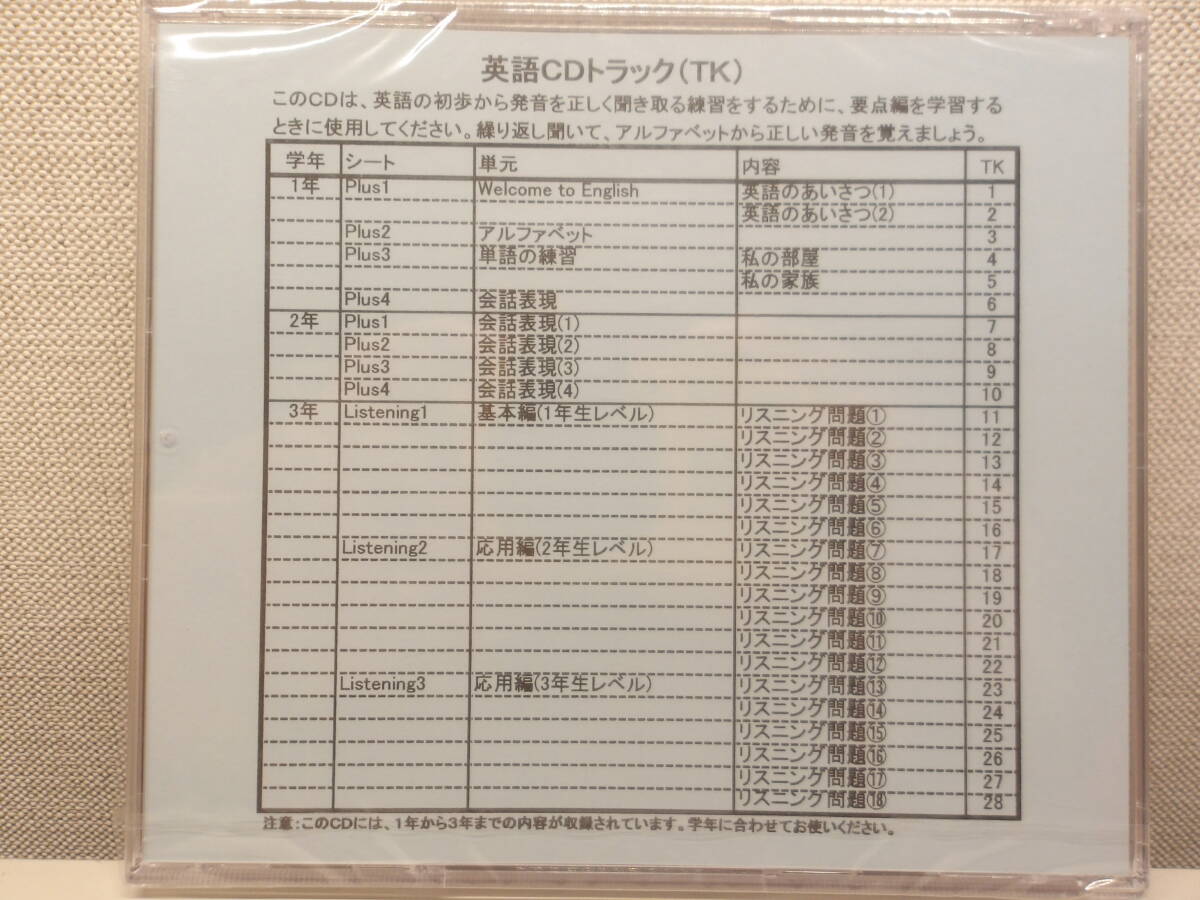 英語CDトラック(TK)
このCDは、英語の初歩から発音を正しく聞き取る練習をするために、要点編を学習する
ときに使用してください。繰り返し聞いて、アルファベットから正しい発音を覚えましょう。
学年 シート 単元 内容 TK
1年 Plus1 Welcome to English 英語のあいさつ(1) 1
英語のあいさつ(2) 2
Plus2 アルファベット 3
Plus3 単語の練習 私の部屋 4
私の家族 5
Plus4 会話表現 6
2年 Plus1 会話表現(1) 7
Plus2 会話表現(2) 8
Plus3 会話表現(3) 9
Plus4 会話表現(4) 10
3年 Listening1 基本編(1年生レベル) リスニング問題① 11
リスニング問題② 12
リスニング問題③ 13
リスニング問題④ 14
リスニング問題⑤ 15
リスニング問題⑥ 16
Listening2 応用編(2年生レベル) リスニング問題⑦ 17
リスニング問題⑧ 18
リスニング問題⑨ 19
リスニング問題⑩ 20
リスニング問題⑪ 21
リスニング問題⑫ 22
Listening3 応用編(3年生レベル) リスニング問題⑬ 23
リスニング問題⑭ 24
リスニング問題⑮ 25
リスニング問題⑯ 26
リスニング問題⑰ 27
リスニング問題⑱ 28
注意:このCDには、1年から3年までの内容が収録されています。学年に合わせてお使いください。